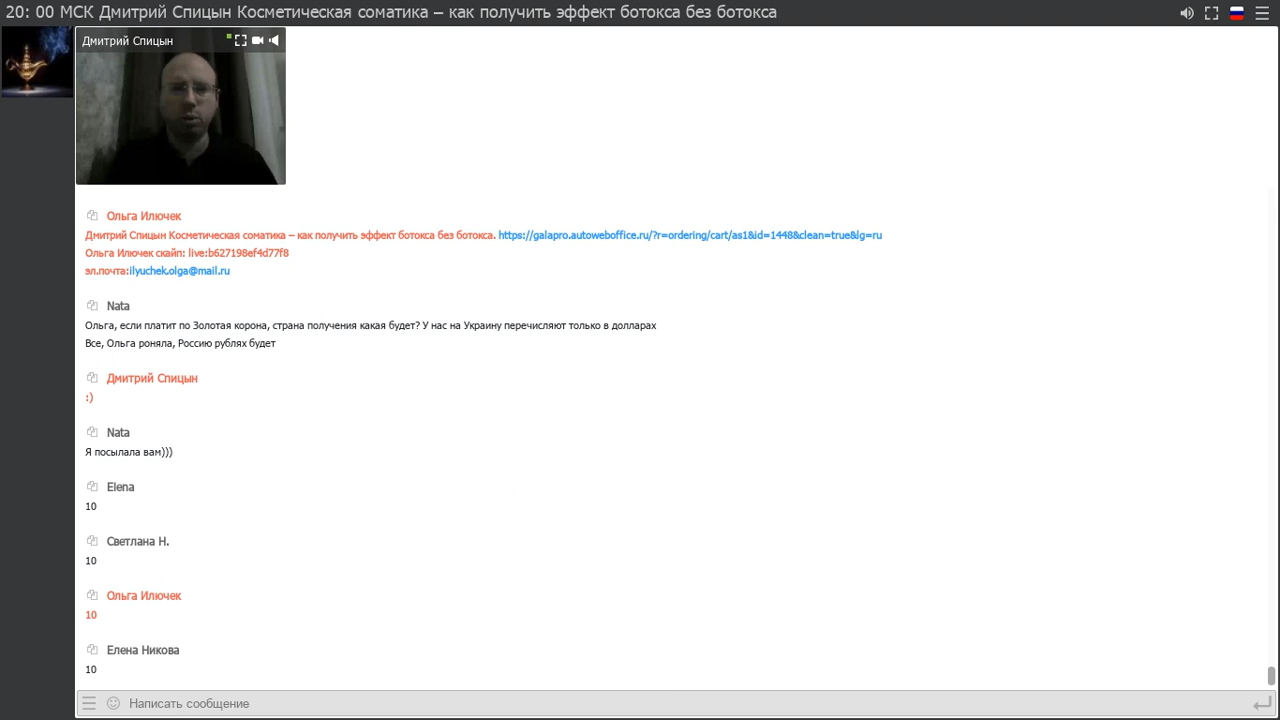 20: 00 МСК Дмитрий Спицын Косметическая соматика – как получить эффект ботокса без ботокса
Дмитрий Спицын
Ольга Илючек
Дмитрий Спицын Косметическая соматика – как получить эффект ботокса без ботокса. https://galapro.autoweboffice.ru/?r=ordering/cart/as1&id=1448&clean=true&lg=ru
Ольга Илючек скайп: live:b627198ef4d77f8
эл.почта:ilyuchek.olga@mail.ru
Nata
Ольга, если платит по Золотая корона, страна получения какая будет? У нас на Украину перечисляют только в долларах
Все, Ольга роняла, Россию рублях будет
Дмитрий Спицын
:)
Nata
Я посылала вам)))
Elena
10
Светлана Н.
10
Ольга Илючек
10
Елена Никова
10
Написать сообщение